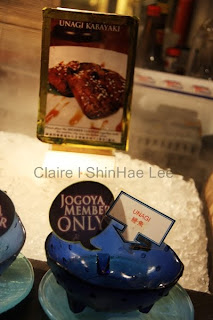 UNAGI KABAYAKI
Claire l ShinHae Lee
JOGOYA
MEMBER
ONLY
UNAGI